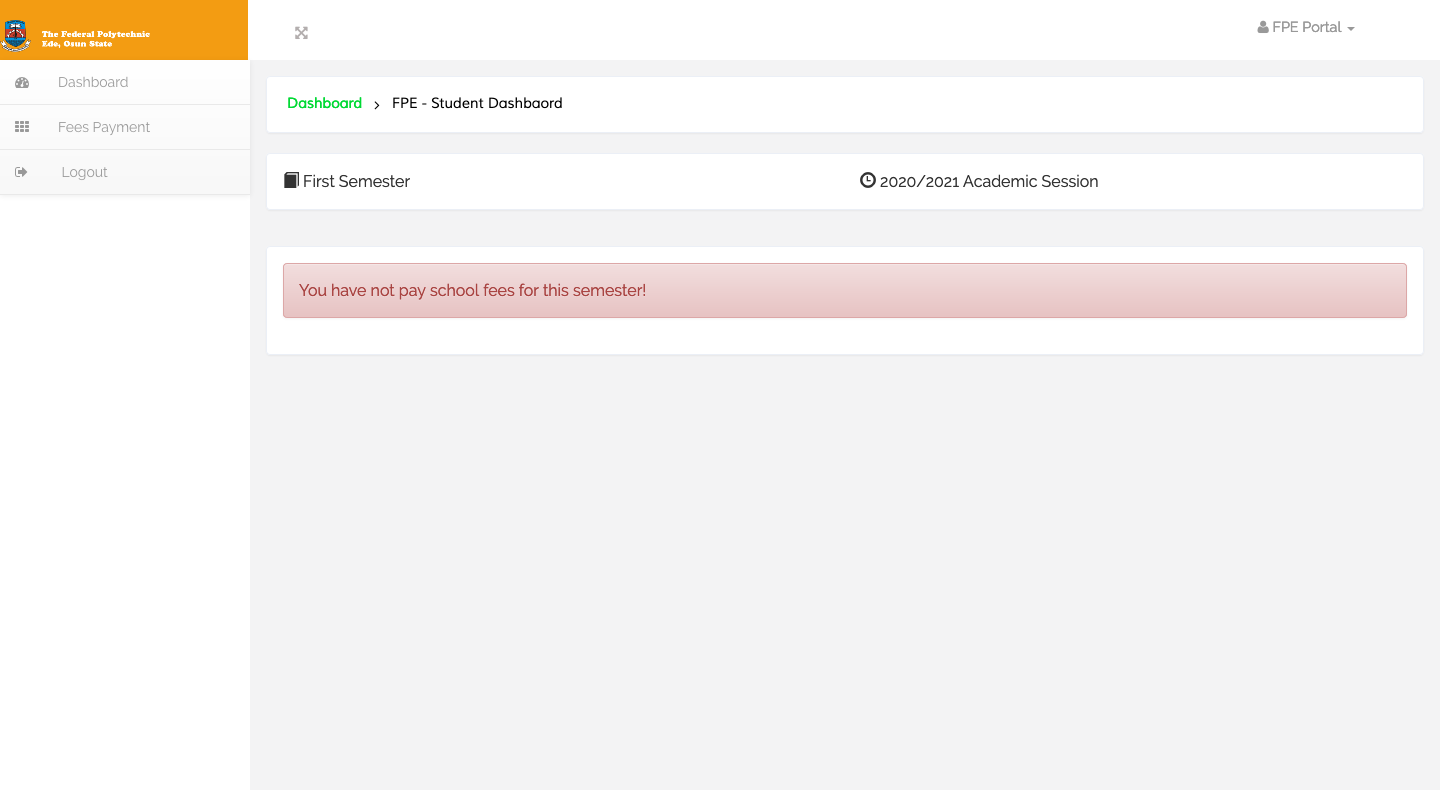 The Federal Polytechnic
Ede, Osun State
FPE Portal
Dashboard
Fees Payment
Logout
Dashboard › FPE - Student Dashbaord
First Semester
2020/2021 Academic Session
You have not pay school fees for this semester!